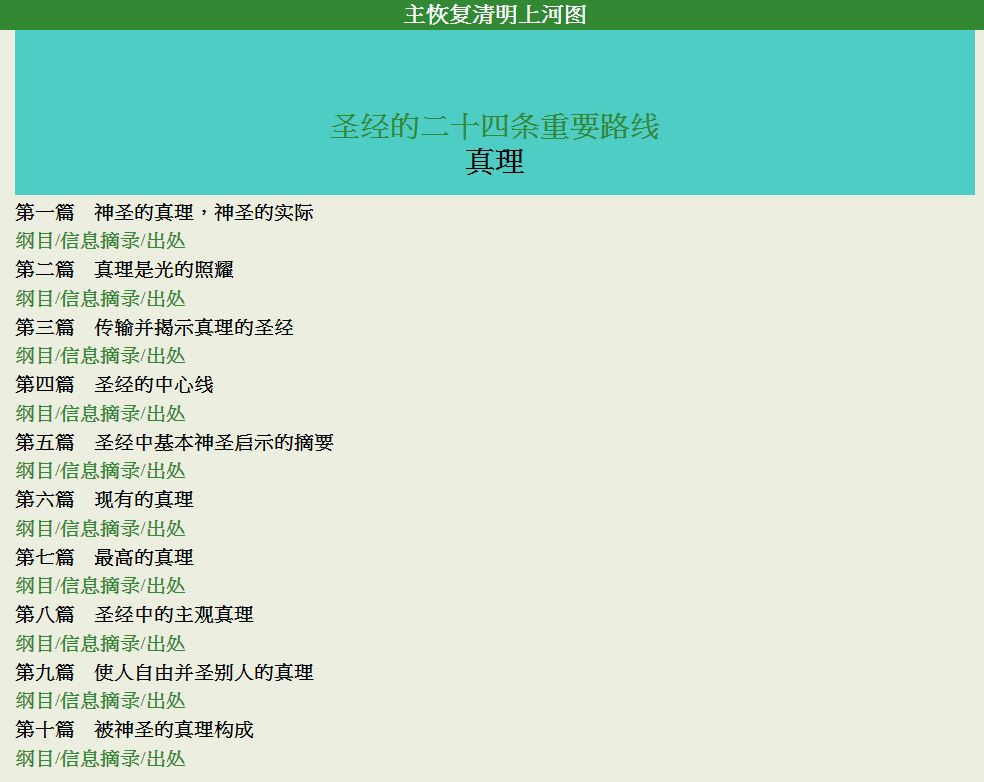 主恢复清明上河图
圣经的二十四条重要路线
真理
第一篇　神圣的真理，神圣的实际
纲目/信息摘录/出处
第二篇　真理是光的照耀
纲目/信息摘录/出处
第三篇　传输并揭示真理的圣经
纲目/信息摘录/出处
第四篇　圣经的中心线
纲目/信息摘录/出处
第五篇　圣经中基本神圣启示的摘要
纲目/信息摘录/出处
第六篇　现有的真理
纲目/信息摘录/出处
第七篇　最高的真理
纲目/信息摘录/出处
第八篇　圣经中的主观真理
纲目/信息摘录/出处
第九篇　使人自由并圣别人的真理
纲目/信息摘录/出处
第十篇　被神圣的真理构成
纲目/信息摘录/出处